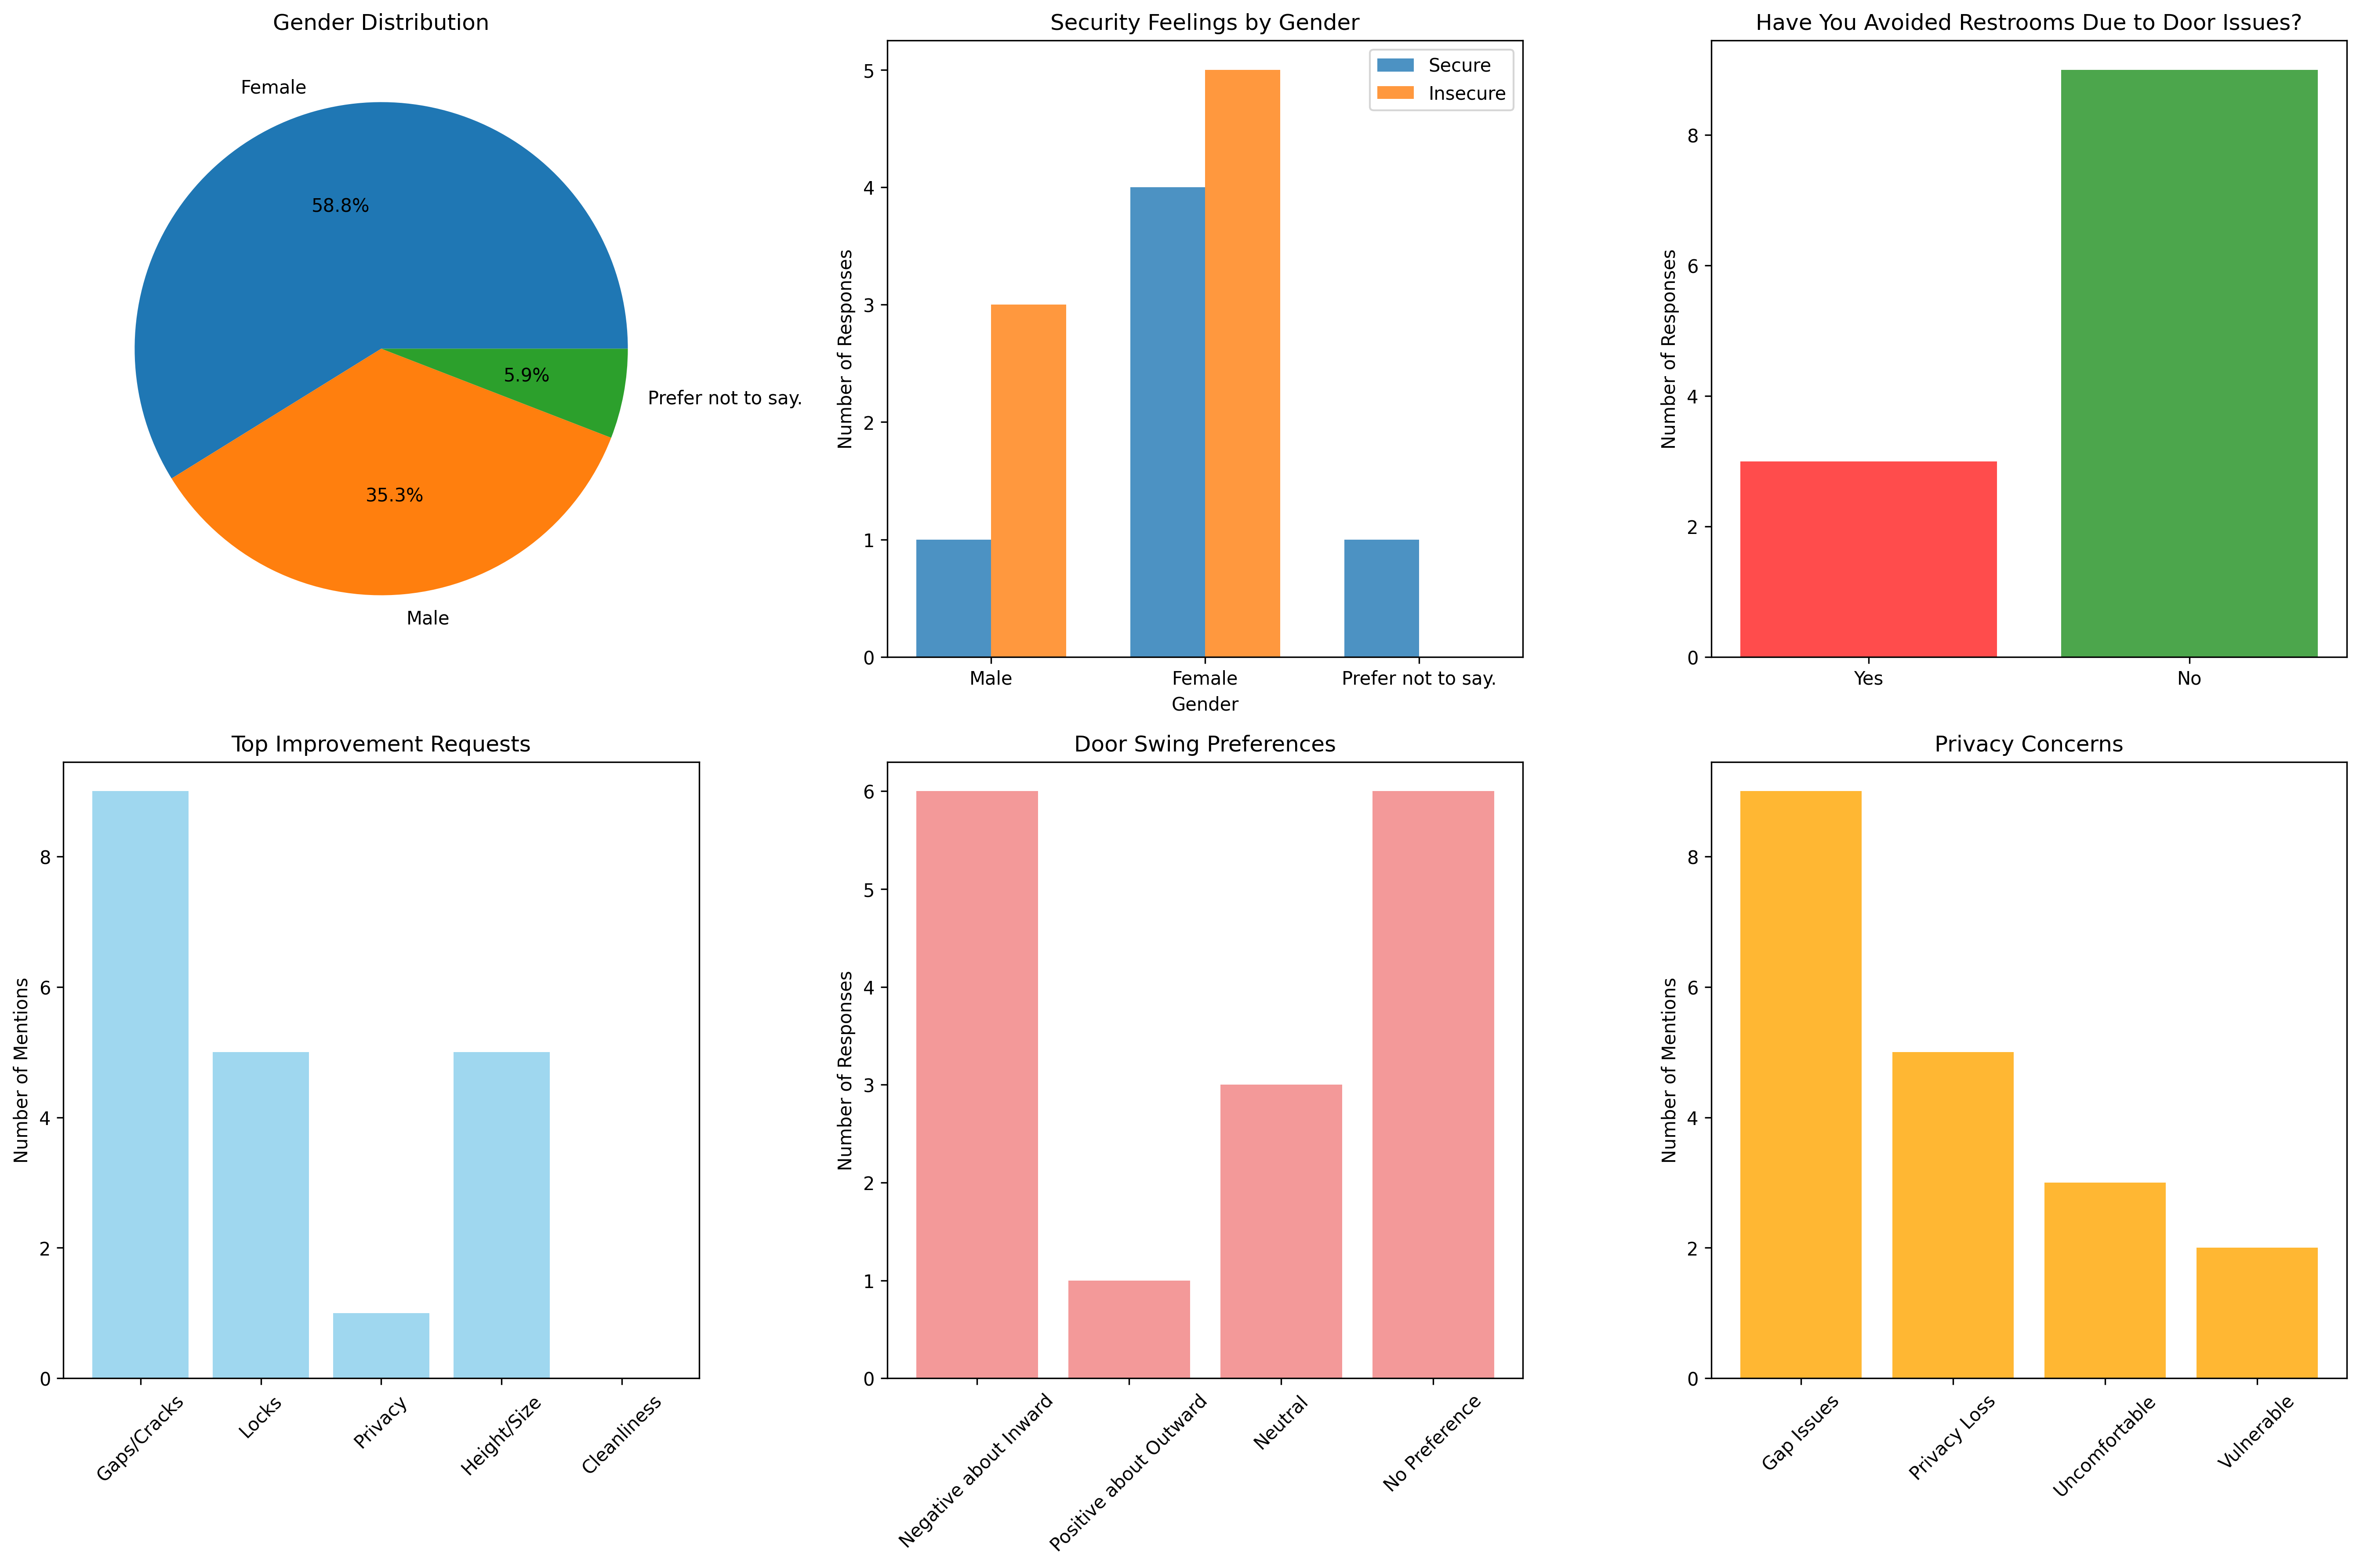 Gender Distribution
Female
58.8%
5.9%
Prefer not to say.
35.3%
Male
Security Feelings by Gender
Secure
Insecure
Number of Responses
5
4
3
2
1
0
Male
Female
Prefer not to say.
Gender
Have You Avoided Restrooms Due to Door Issues?
Number of Responses
8
6
4
2
0
Yes
No
Top Improvement Requests
Number of Mentions
8
6
4
2
0
Gaps/Cracks
Locks
Privacy
Height/Size
Cleanliness
Door Swing Preferences
Number of Responses
6
5
4
3
2
1
0
Negative about Inward
Positive about Outward
Neutral
No Preference
Privacy Concerns
Number of Mentions
8
6
4
2
0
Gap Issues
Privacy Loss
Uncomfortable
Vulnerable